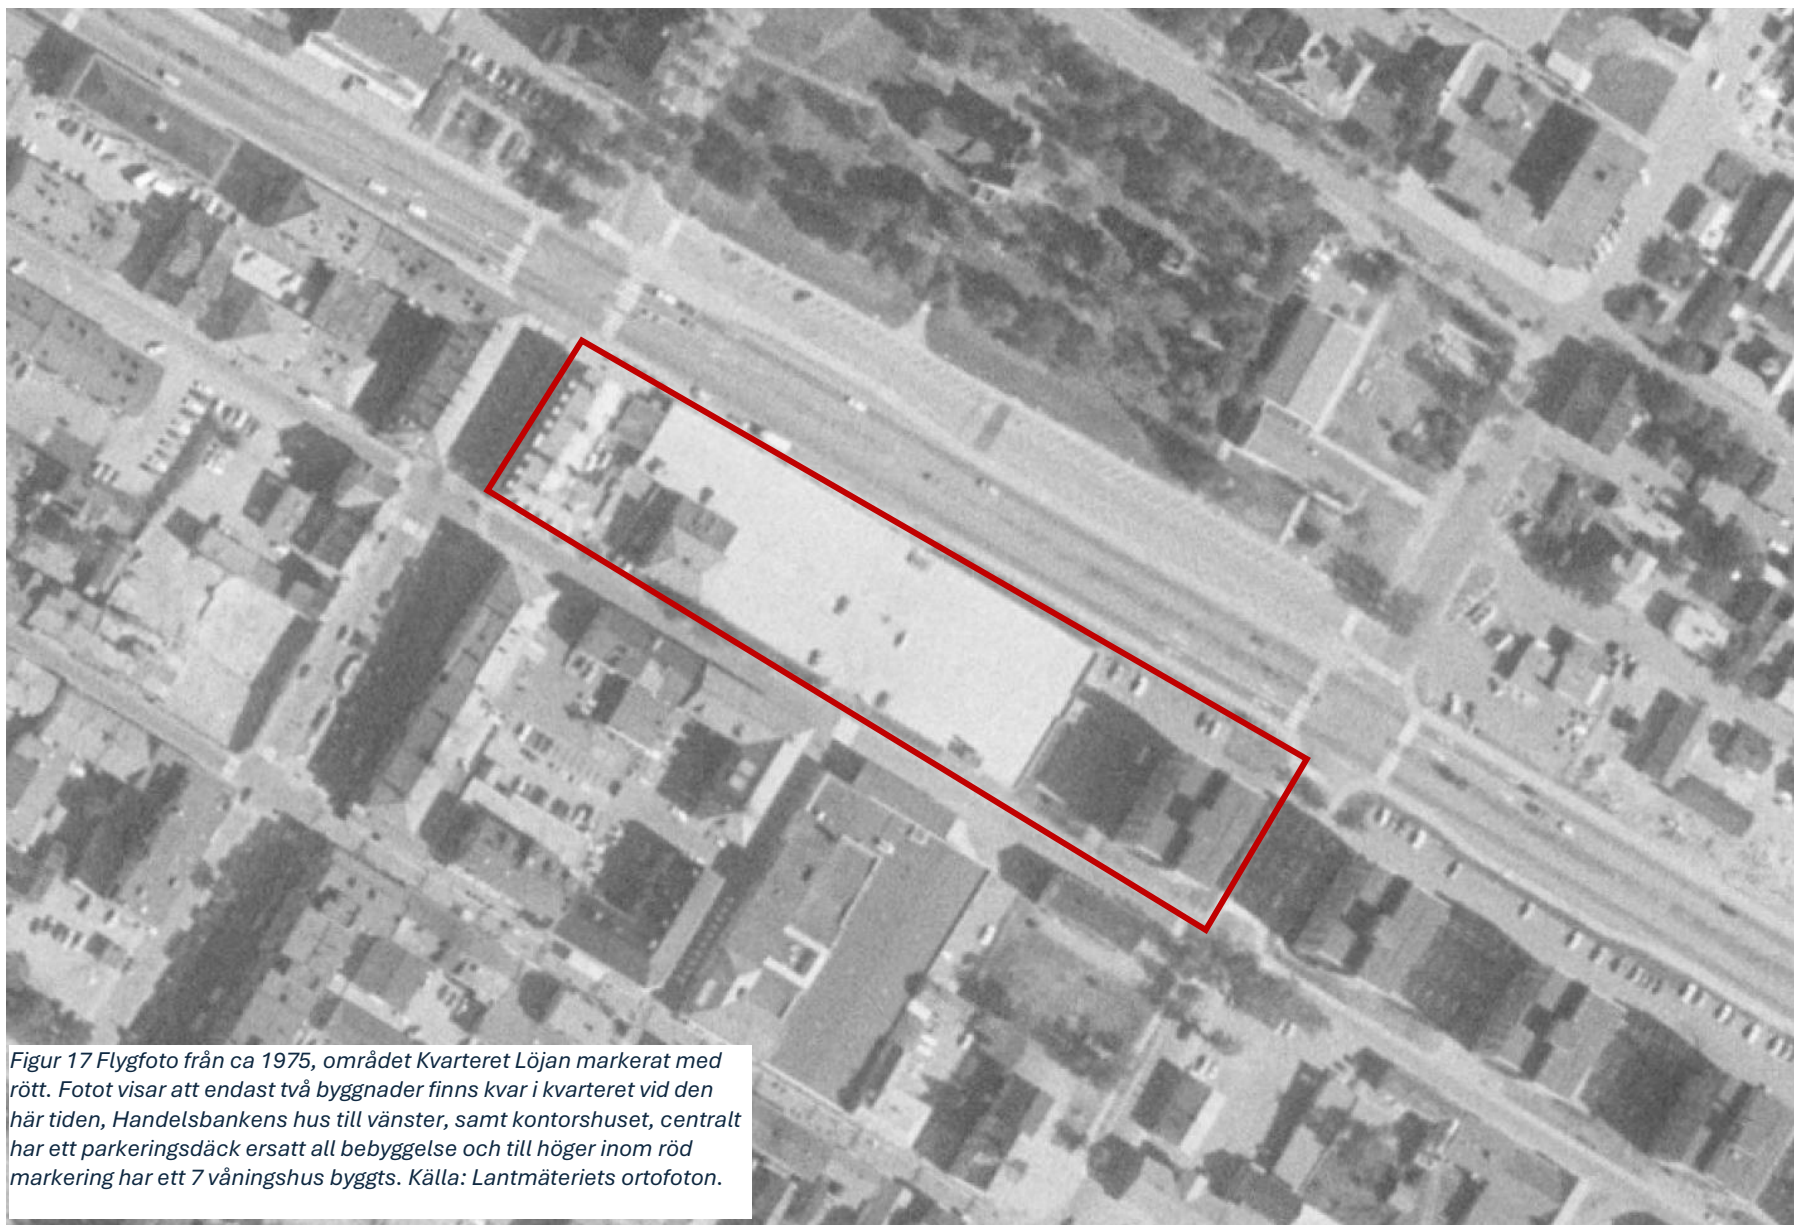 Figur 17 Flygfoto från ca 1975, området Kvarteret Löjan markerat med
rött. Fotot visar att endast två byggnader finns kvar i kvarteret vid den
här tiden, Handelsbankens hus till vänster, samt kontorshuset, centralt
har ett parkeringsdäck ersatt all bebyggelse och till höger inom röd
markering har ett 7 våningshus byggts. Källa: Lantmäteriets ortofoton.